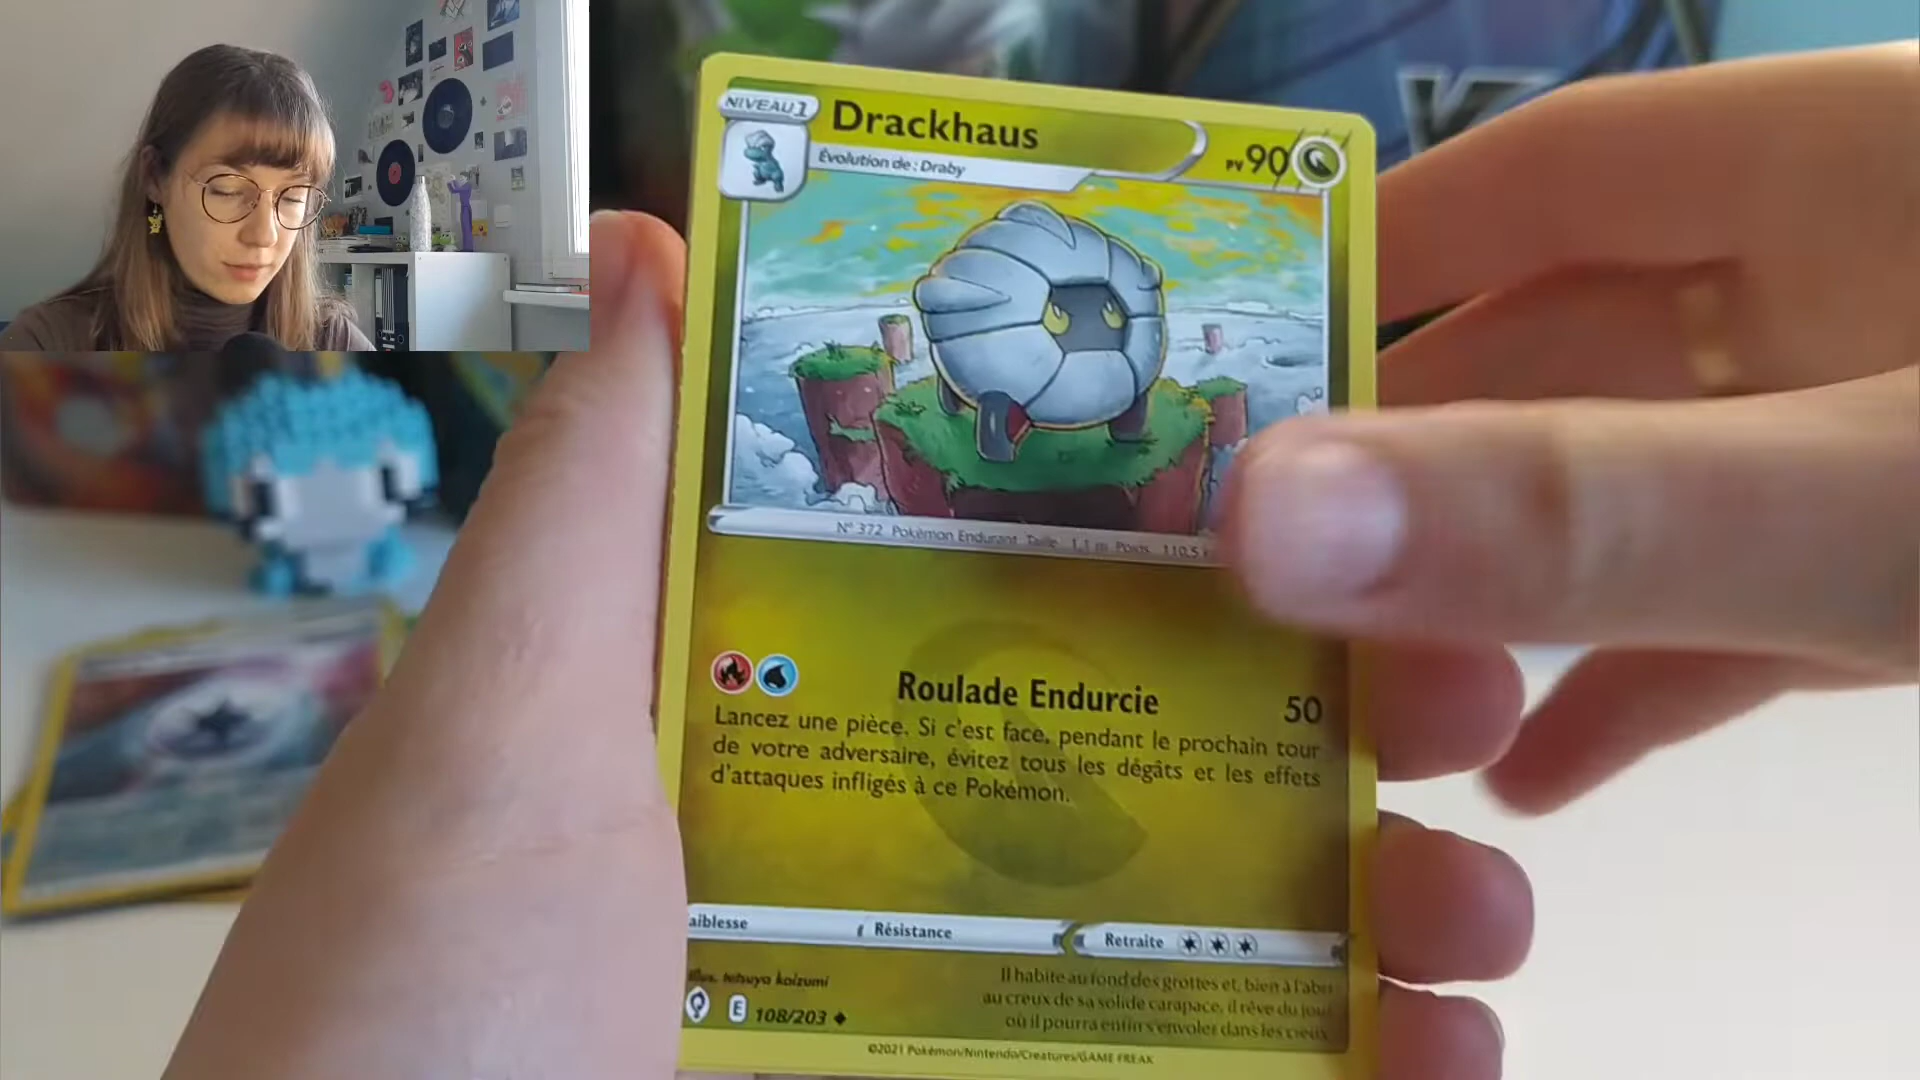 NIVEAU 1
Drackhaus
PV 90
Évolution de : Draby
N° 372 Pokémon Endurant Taille 1,1 m Poids 110,5
Roulade Endurcie 50
Lancez une pièce. Si c'est face, pendant le prochain tour
de votre adversaire, évitez tous les dégâts et les effets
d'attaques infligés à ce Pokémon.
aiblesse Résistance Retraite
Illus. tetsuya koizumi
Il habite au fond des grottes et, bien à l'abri
au creux de sa solide carapace, il rêve du jour
où il pourra enfin s'envoler dans les cieux.
E 108/203
©2021 Pokémon/Nintendo/Creatures/GAME FREAK